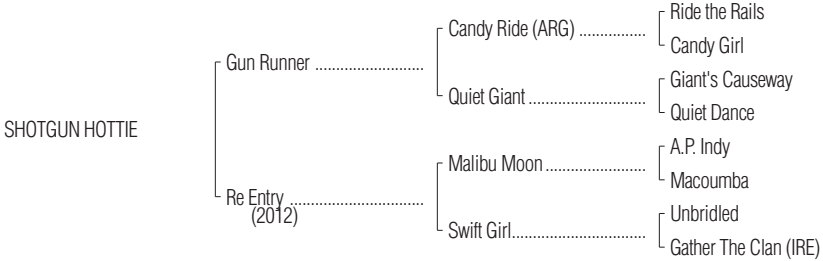 Ride the Rails
Candy Ride (ARG) ................
Candy Girl
Gun Runner ..........................
Giant's Causeway
Quiet Giant ............................
Quiet Dance
SHOTGUN HOTTIE
A.P. Indy
Malibu Moon ........................
Macoumba
Re Entry ................................
(2012)
Unbridled
Swift Girl................................
Gather The Clan (IRE)